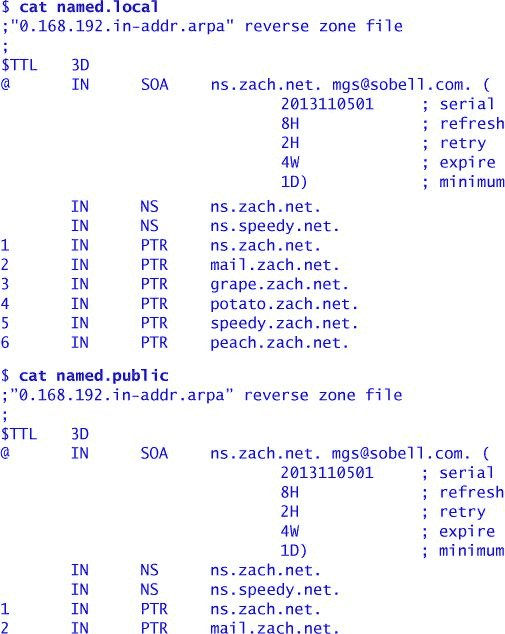 $ cat named.local
;"0.168.192.in-addr.arpa" reverse zone file
;
$TTL 3D
@ IN SOA ns.zach.net. mgs@sobell.com. (
2013110501 ; serial
8H ; refresh
2H ; retry
4W ; expire
1D) ; minimum
IN NS ns.zach.net.
IN NS ns.speedy.net.
1 IN PTR ns.zach.net.
2 IN PTR mail.zach.net.
3 IN PTR grape.zach.net.
4 IN PTR potato.zach.net.
5 IN PTR speedy.zach.net.
6 IN PTR peach.zach.net.
$ cat named.public
;"0.168.192.in-addr.arpa" reverse zone file
;
$TTL 3D
@ IN SOA ns.zach.net. mgs@sobell.com. (
2013110501 ; serial
8H ; refresh
2H ; retry
4W ; expire
1D) ; minimum
IN NS ns.zach.net.
IN NS ns.speedy.net.
1 IN PTR ns.zach.net.
2 IN PTR mail.zach.net.